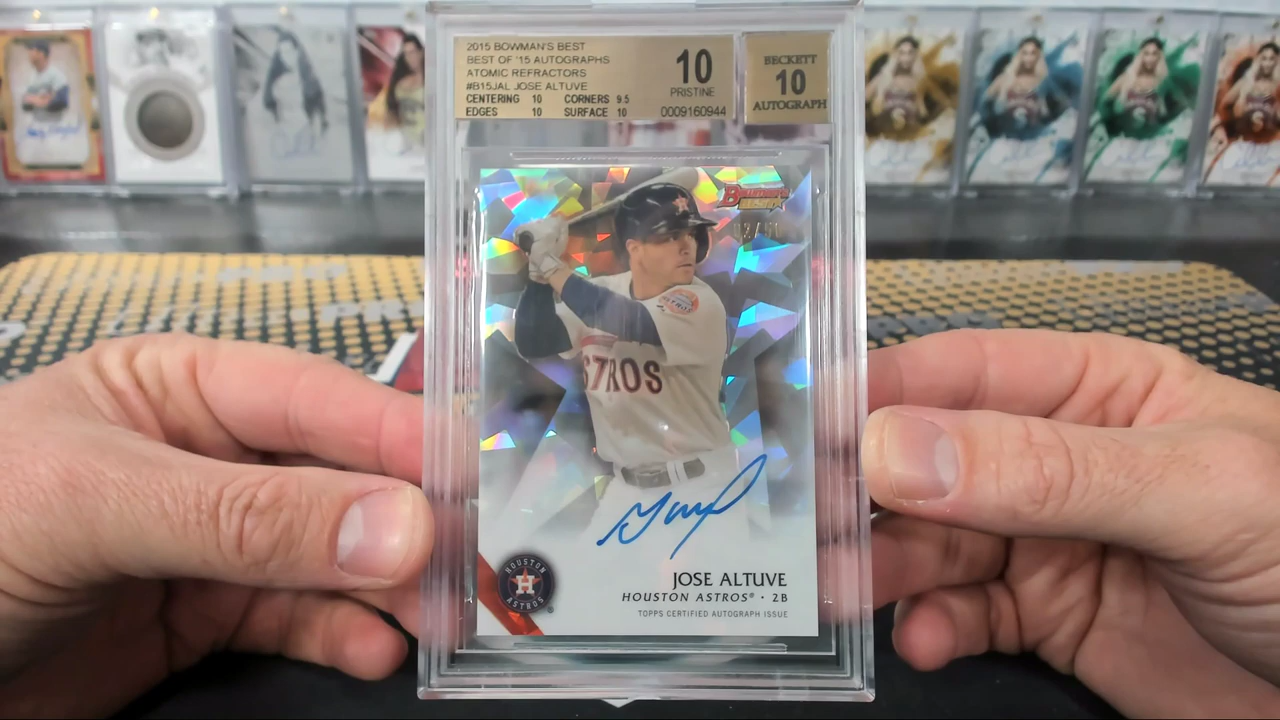 2015 BOWMAN'S BEST
BEST OF '15 AUTOGRAPHS
ATOMIC REFRACTORS
#B15JAL JOSE ALTUVE
CENTERING 10 CORNERS 9.5
EDGES 10 SURFACE 10
10
PRISTINE
0009160944
BECKETT
10
AUTOGRAPH
BOWMAN'S
BEST
ASTROS
HOUSTON
H
ASTROS
JOSE ALTUVE
HOUSTON ASTROS® · 2B
TOPPS CERTIFIED AUTOGRAPH ISSUE